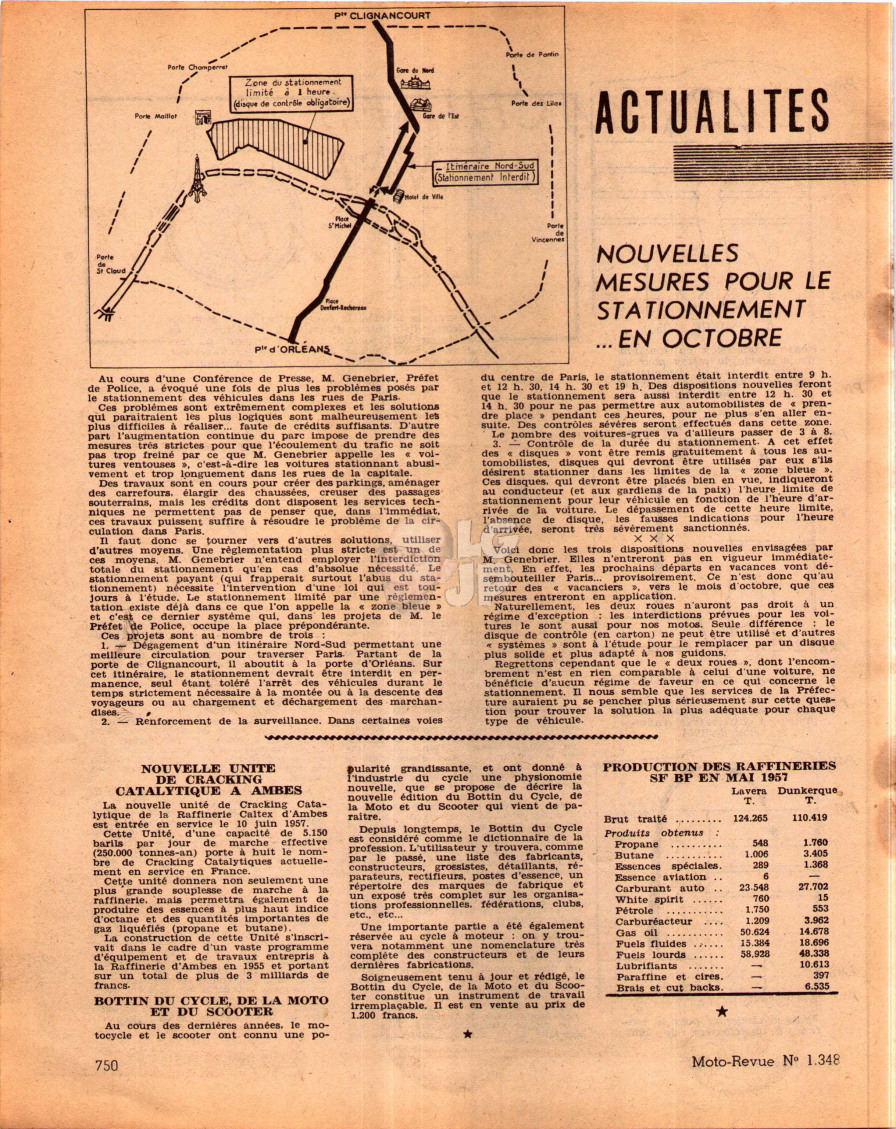 Pte CLIGNANCOURT
Porte de Pantin
Porte Champerret
Gare du Nord
Zone du stationnement
limité à 1 heure
(disque de contrôle obligatoire)
Porte des Lilas
Porte Maillot
Gare de l'Est
Itinéraire Nord-Sud
(Stationnement Interdit)
Hotel de Ville
Place
St Michel
Porte
de
Vincennes
Porte
de
St Cloud
Place
Denfert-Rochereau
Pte d'ORLÉANS
ACTUALITES
NOUVELLES
MESURES POUR LE
STATIONNEMENT
...EN OCTOBRE
Au cours d'une Conférence de Presse, M. Genebrier, Préfet
de Police, a évoqué une fois de plus les problèmes posés par
le stationnement des véhicules dans les rues de Paris.
Ces problèmes sont extrêmement complexes et les solutions
qui paraîtraient les plus logiques sont malheureusement les
plus difficiles à réaliser... faute de crédits suffisants. D'autre
part l'augmentation continue du parc impose de prendre des
mesures très strictes pour que l'écoulement du trafic ne soit
pas trop freiné par ce que M. Genebrier appelle les « voi-
tures ventouses », c'est-à-dire les voitures stationnant abusi-
vement et trop longuement dans les rues de la capitale.
Des travaux sont en cours pour créer des parkings, aménager
des carrefours, élargir des chaussées, creuser des passages
souterrains, mais les crédits dont disposent les services tech-
niques ne permettent pas de penser que, dans l'immédiat,
ces travaux puissent suffire à résoudre le problème de la cir-
culation dans Paris.
Il faut donc se tourner vers d'autres solutions, utiliser
d'autres moyens. Une réglementation plus stricte est un de
ces moyens. M. Genebrier n'entend employer l'interdiction
totale du stationnement qu'en cas d'absolue nécessité. Le
stationnement payant (qui frapperait surtout l'abus du sta-
tionnement) nécessite l'intervention d'une loi qui est tou-
jours à l'étude. Le stationnement limité par une réglemen-
tation existe déjà dans ce que l'on appelle la « zone bleue »
et c'est ce dernier système qui, dans les projets de M. le
Préfet de Police, occupe la place prépondérante.
Ces projets sont au nombre de trois :
1. — Dégagement d'un itinéraire Nord-Sud permettant une
meilleure circulation pour traverser Paris. Partant de la
porte de Clignancourt, il aboutit à la porte d'Orléans. Sur
cet itinéraire, le stationnement devrait être interdit en per-
manence, seul étant toléré l'arrêt des véhicules durant le
temps strictement nécessaire à la montée ou à la descente des
voyageurs ou au chargement et déchargement des marchan-
dises.
2. — Renforcement de la surveillance. Dans certaines voies
du centre de Paris, le stationnement était interdit entre 9 h.
et 12 h. 30, 14 h. 30 et 19 h. Des dispositions nouvelles feront
que le stationnement sera aussi interdit entre 12 h. 30 et
14 h. 30 pour ne pas permettre aux automobilistes de « pren-
dre place » pendant ces heures, pour ne plus s'en aller en-
suite. Des contrôles sévères seront effectués dans cette zone.
Le nombre des voitures-grues va d'ailleurs passer de 3 à 8.
3. — Contrôle de la durée du stationnement. A cet effet
des « disques » vont être remis gratuitement à tous les au-
tomobilistes, disques qui devront être utilisés par eux s'ils
désirent stationner dans les limites de la « zone bleue ».
Ces disques, qui devront être placés bien en vue, indiqueront
au conducteur (et aux gardiens de la paix) l'heure limite de
stationnement pour leur véhicule en fonction de l'heure d'ar-
rivée de la voiture. Le dépassement de cette heure limite,
l'absence de disque, les fausses indications pour l'heure
d'arrivée, seront très sévèrement sanctionnés.
× × ×
Voici donc les trois dispositions nouvelles envisagées par
M. Genebrier. Elles n'entreront pas en vigueur immédiate-
ment. En effet, les prochains départs en vacances vont dé-
sembouteiller Paris... provisoirement. Ce n'est donc qu'au
retour des « vacanciers », vers le mois d'octobre, que ces
mesures entreront en application.
Naturellement, les deux roues n'auront pas droit à un
régime d'exception : les interdictions prévues pour les voi-
tures le sont aussi pour nos motos. Seule différence : le
disque de contrôle (en carton) ne peut être utilisé et d'autres
« systèmes » sont à l'étude pour le remplacer par un disque
plus solide et plus adapté à nos guidons.
Regrettons cependant que le « deux roues », dont l'encom-
brement n'est en rien comparable à celui d'une voiture, ne
bénéficie d'aucun régime de faveur en ce qui concerne le
stationnement. Il nous semble que les services de la Préfec-
ture auraient pu se pencher plus sérieusement sur cette ques-
tion pour trouver la solution la plus adéquate pour chaque
type de véhicule.
NOUVELLE UNITE
DE CRACKING
CATALYTIQUE A AMBES
La nouvelle unité de Cracking Cata-
lytique de la Raffinerie Caltex d'Ambes
est entrée en service le 10 juin 1957.
Cette Unité, d'une capacité de 5.150
barils par jour de marche effective
(250.000 tonnes-an) porte à huit le nom-
bre de Cracking Catalytiques actuelle-
ment en service en France.
Cette unité donnera non seulement une
plus grande souplesse de marche à la
raffinerie, mais permettra également de
produire des essences à plus haut indice
d'octane et des quantités importantes de
gaz liquéfiés (propane et butane).
La construction de cette Unité s'inscri-
vait dans le cadre d'un vaste programme
d'équipement et de travaux entrepris à
la Raffinerie d'Ambes en 1955 et portant
sur un total de plus de 3 milliards de
francs.
BOTTIN DU CYCLE, DE LA MOTO
ET DU SCOOTER
Au cours des dernières années, le mo-
tocycle et le scooter ont connu une po-
pularité grandissante, et ont donné à
l'industrie du cycle une physionomie
nouvelle, que se propose de décrire la
nouvelle édition du Bottin du Cycle, de
la Moto et du Scooter qui vient de pa-
raître.
Depuis longtemps, le Bottin du Cycle
est considéré comme le dictionnaire de la
profession. L'utilisateur y trouvera, comme
par le passé, une liste des fabricants,
constructeurs, grossistes, détaillants, ré-
parateurs, rectifieurs, postes d'essence, un
répertoire des marques de fabrique et
un exposé très complet sur les organisa-
tions professionnelles, fédérations, clubs,
etc., etc...
Une importante partie a été également
réservée au cycle à moteur : on y trou-
vera notamment une nomenclature très
complète des constructeurs et de leurs
dernières fabrications.
Soigneusement tenu à jour et rédigé, le
Bottin du Cycle, de la Moto et du Scoo-
ter constitue un instrument de travail
irremplaçable. Il est en vente au prix de
1.200 francs.
PRODUCTION DES RAFFINERIES
SF BP EN MAI 1957
Lavera Dunkerque
T. T.
Brut traité ......... 124.265 110.419
Produits obtenus :
Propane .......... 548 1.760
Butane ........... 1.006 3.405
Essences spéciales. 289 1.368
Essence aviation .. 6 —
Carburant auto .. 23.548 27.702
White spirit ...... 760 15
Pétrole ........... 1.750 553
Carburéacteur .... 1.209 3.962
Gas oil ........... 50.624 14.678
Fuels fluides ...... 15.384 18.696
Fuels lourds ...... 58.928 48.338
Lubrifiants ....... — 10.613
Paraffine et cires. — 397
Brais et cut backs. — 6.535
750
Moto-Revue N° 1.348